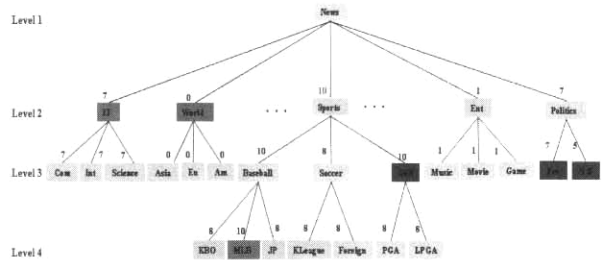 Level 1
News
7
0
10
1
7
Level 2
IT
World
. . .
Sports
. . .
Ent
Politics
7
7
7
0
0
0
10
8
10
1
1
1
7
5
Level 3
Com
Int
Science
Asia
Eu
Am
Baseball
Soccer
Music
Movie
Game
8
10
8
8
8
8
8
Level 4
KBO
MLB
JP
KLeague
Foreign
PGA
LPGA